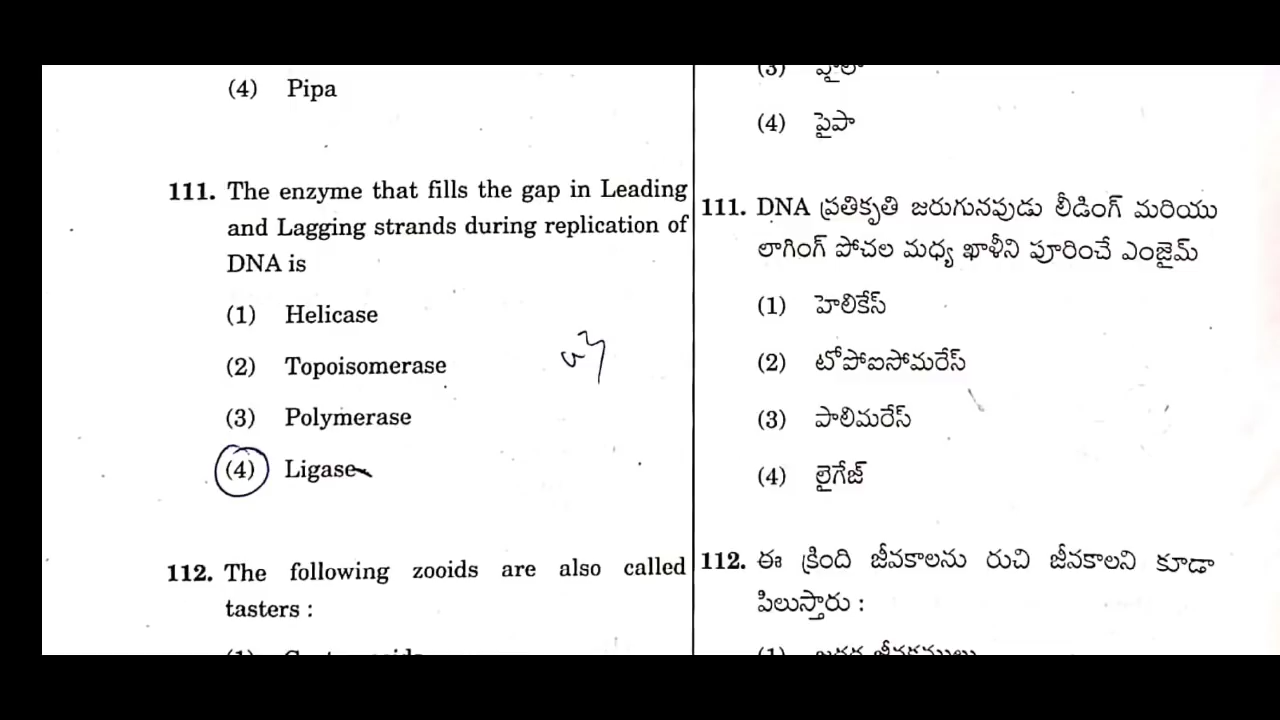 (4) Pipa
111. The enzyme that fills the gap in Leading
and Lagging strands during replication of
DNA is
(1) Helicase
(2) Topoisomerase
(3) Polymerase
(4) Ligase
112. The following zooids are also called
tasters :
(3)
(4) పైపా
111. DNA ప్రతికృతి జరుగునపుడు లీడింగ్ మరియు
లాగింగ్ పోచల మధ్య ఖాళీని పూరించే ఎంజైమ్
(1) హెలికేస్
(2) టోపోఐసోమరేస్
(3) పాలిమరేస్
(4) లైగేజ్
112. ఈ క్రింది జీవకాలను రుచి జీవకాలని కూడా
పిలుస్తారు :